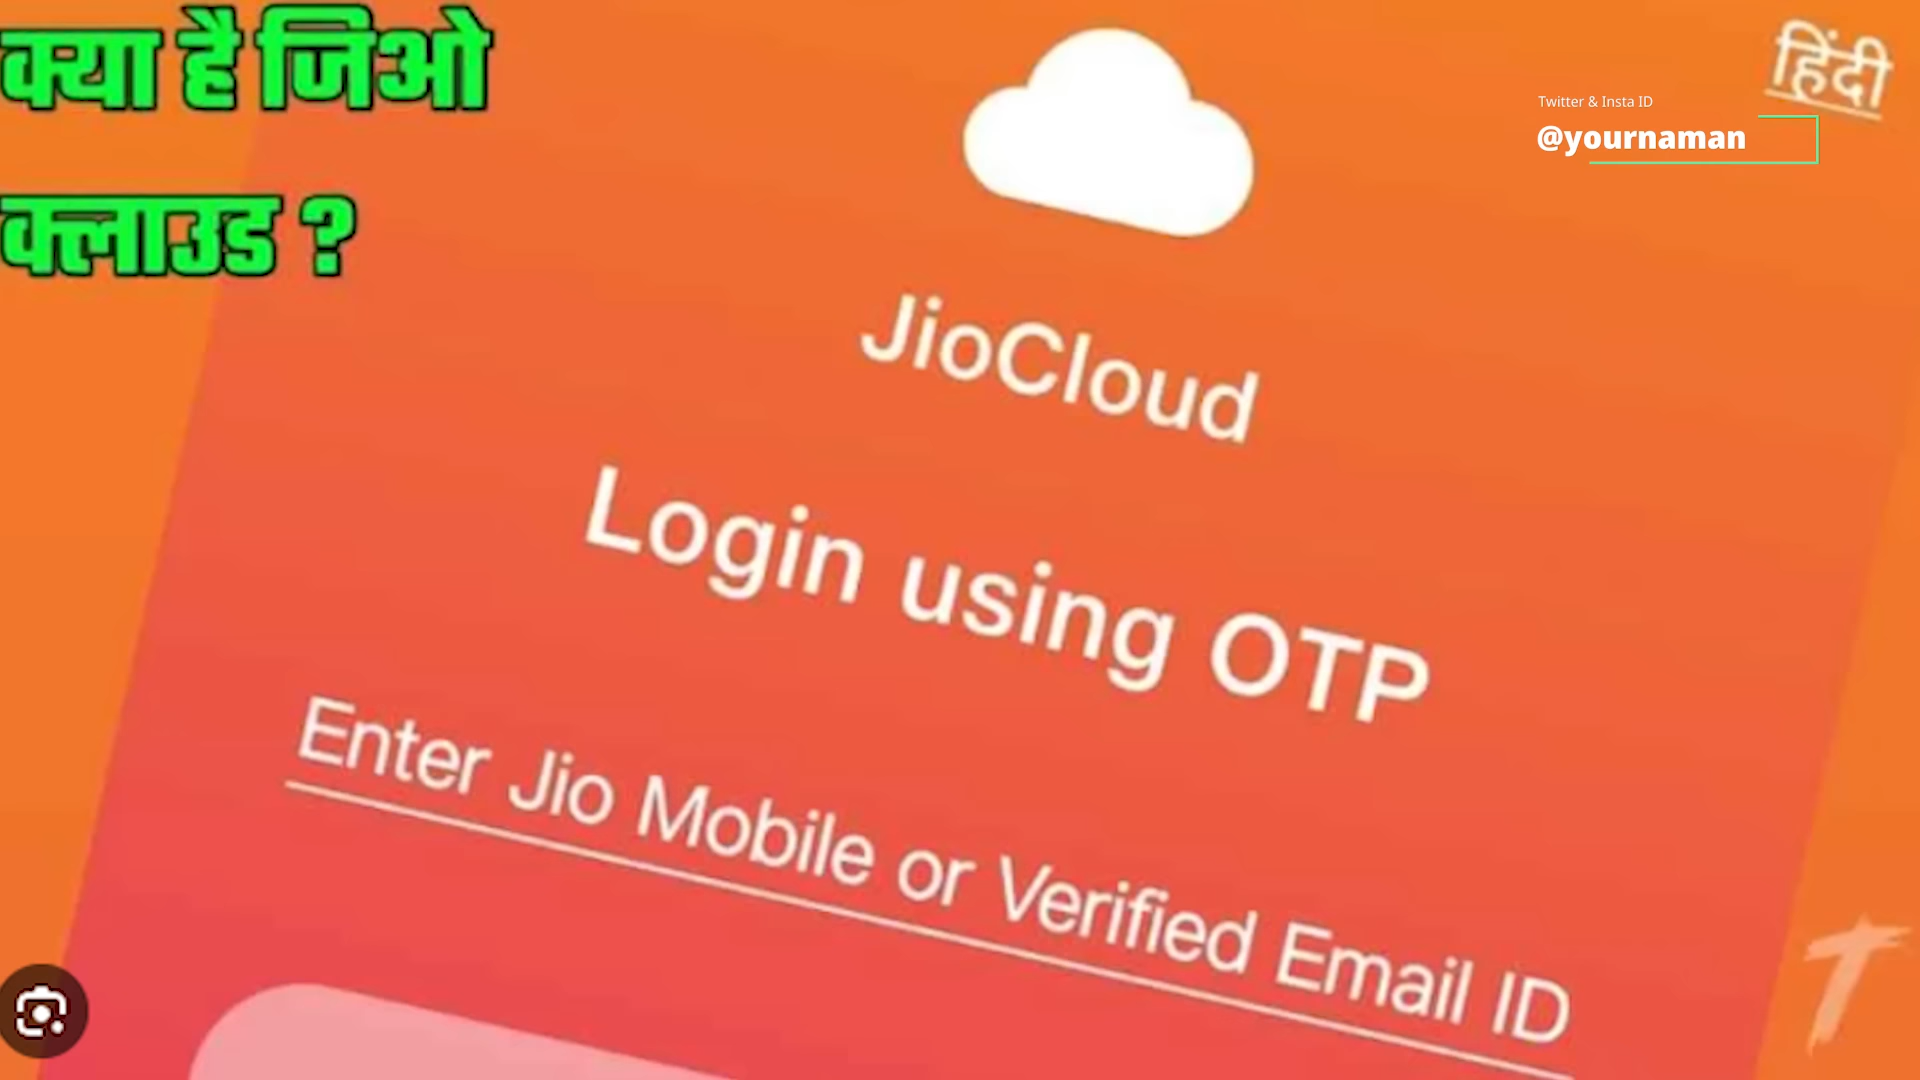 क्या है जिओ
क्लाउड ?
हिंदी
Twitter & Insta ID
@yournaman
JioCloud
Login using OTP
Enter Jio Mobile or Verified Email ID
T